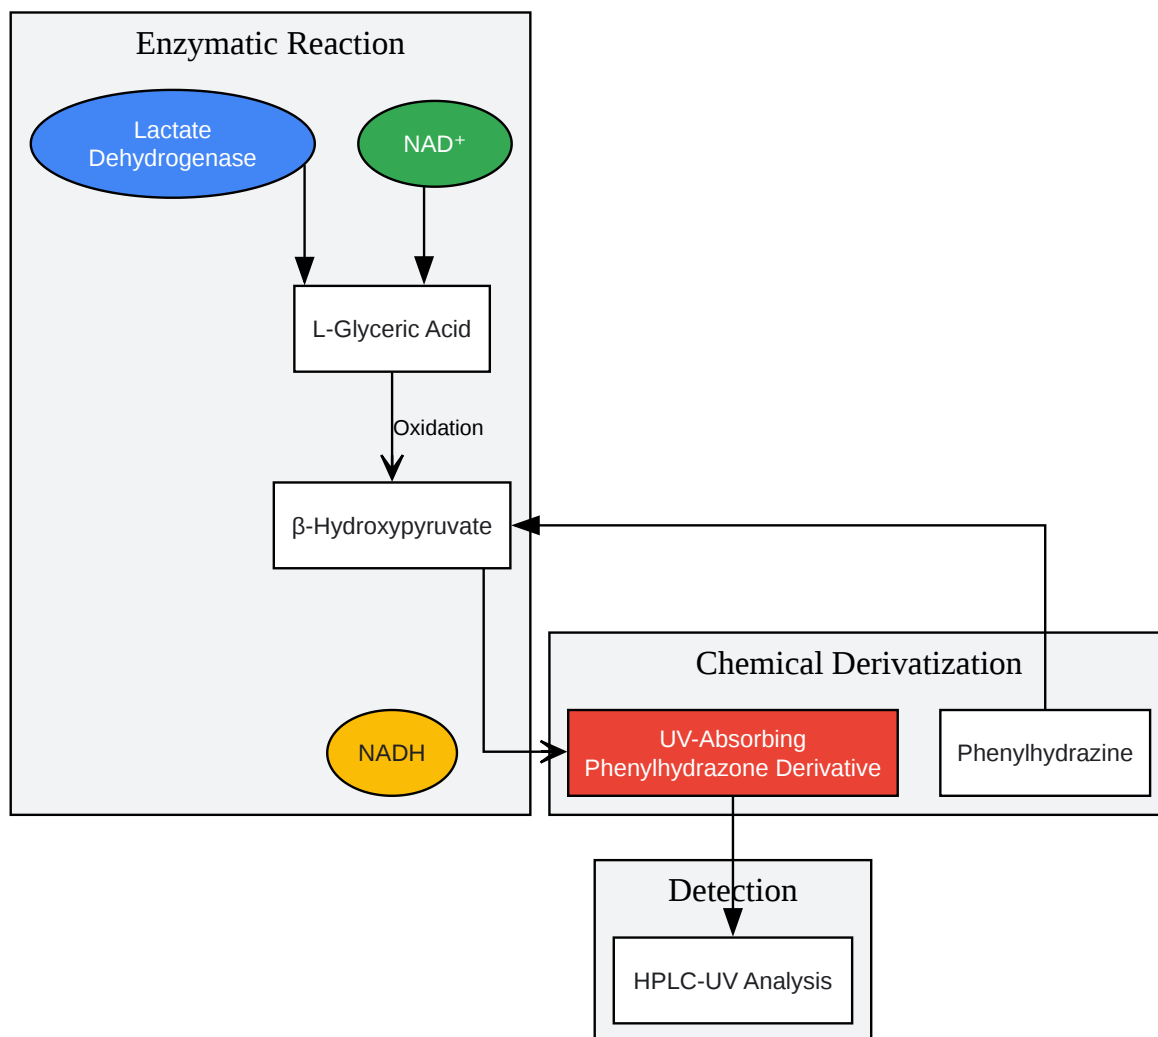 Enzymatic Reaction
Lactate
Dehydrogenase
NAD⁺
L-Glyceric Acid
Oxidation
β-Hydroxypyruvate
NADH
Chemical Derivatization
UV-Absorbing
Phenylhydrazone Derivative
Phenylhydrazine
Detection
HPLC-UV Analysis